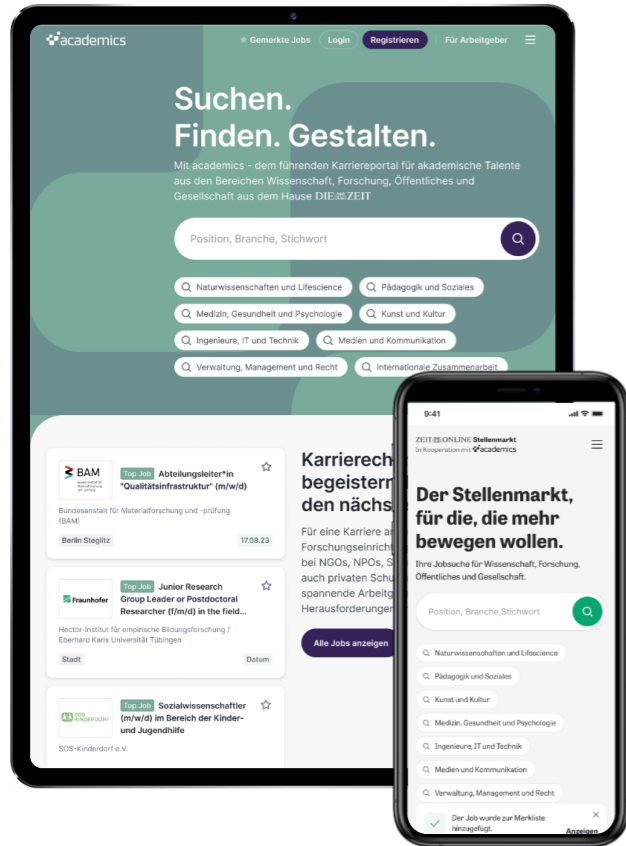 academics
Gemerkte Jobs
Login
Registrieren
Für Arbeitgeber
Suchen.
Finden. Gestalten.
Mit academics - dem führenden Karriereportal für akademische Talente
aus den Bereichen Wissenschaft, Forschung, Öffentliches und
Gesellschaft aus dem Hause DIE ZEIT
Position, Branche, Stichwort
Naturwissenschaften und Lifescience
Pädagogik und Soziales
Medizin, Gesundheit und Psychologie
Kunst und Kultur
Ingenieure, IT und Technik
Medien und Kommunikation
Verwaltung, Management und Recht
Internationale Zusammenarbeit
BAM
Top Job Abteilungsleiter*in
"Qualitätsinfrastruktur" (m/w/d)
Bundesanstalt für Materialforschung und -prüfung
(BAM)
Berlin Steglitz
17.08.23
Fraunhofer
Top Job Junior Research
Group Leader or Postdoctoral
Researcher (f/m/d) in the field...
Hector-Institut für empirische Bildungsforschung /
Eberhard Karls Universität Tübingen
Stadt
Datum
SOS
KINDERDORF
Top Job Sozialwissenschaftler
(m/w/d) im Bereich der Kinder-
und Jugendhilfe
SOS-Kinderdorf e.V.
Karrierech
begeistern
den nächs
Für eine Karriere a
Forschungseinricht
bei NGOs, NPOs, S
auch privaten Schu
spannende Arbeitg
Herausforderungen
Alle Jobs anzeigen
9:41
ZEIT ONLINE Stellenmarkt
In Kooperation mit academics
Der Stellenmarkt,
für die, die mehr
bewegen wollen.
Ihre Jobsuche für Wissenschaft, Forschung,
Öffentliches und Gesellschaft.
Position, Branche,Stichwort
Naturwissenschaften und Lifescience
Pädagogik und Soziales
Kunst und Kultur
Medizin, Gesundheit und Psychologie
Ingenieure, IT und Technik
Medien und Kommunikation
Verwaltung, Management und Recht
Der Job wurde zur Merkliste
hinzugefügt.
Anzeigen